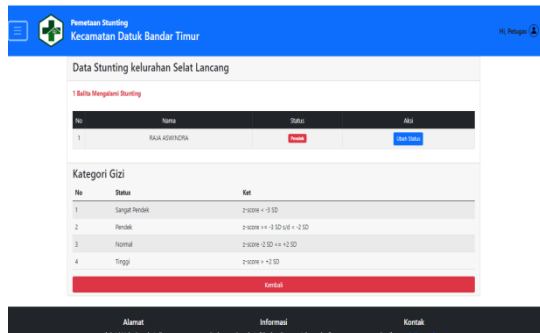 Pemetaan Stunting
Kecamatan Datuk Bandar Timur
Hi, Petugas
Data Stunting kelurahan Selat Lancang
1 Balita Mengalami Stunting
No Nama Status Aksi
1 RAJA ASWINDRA Pendek Ubah Status
Kategori Gizi
No Status Ket
1 Sangat Pendek z-score < -3 SD
2 Pendek z-score >= -3 SD s/d < -2 SD
3 Normal z-score -2 SD <= +2 SD
4 Tinggi z-score > +2 SD
Kembali
Alamat Informasi Kontak